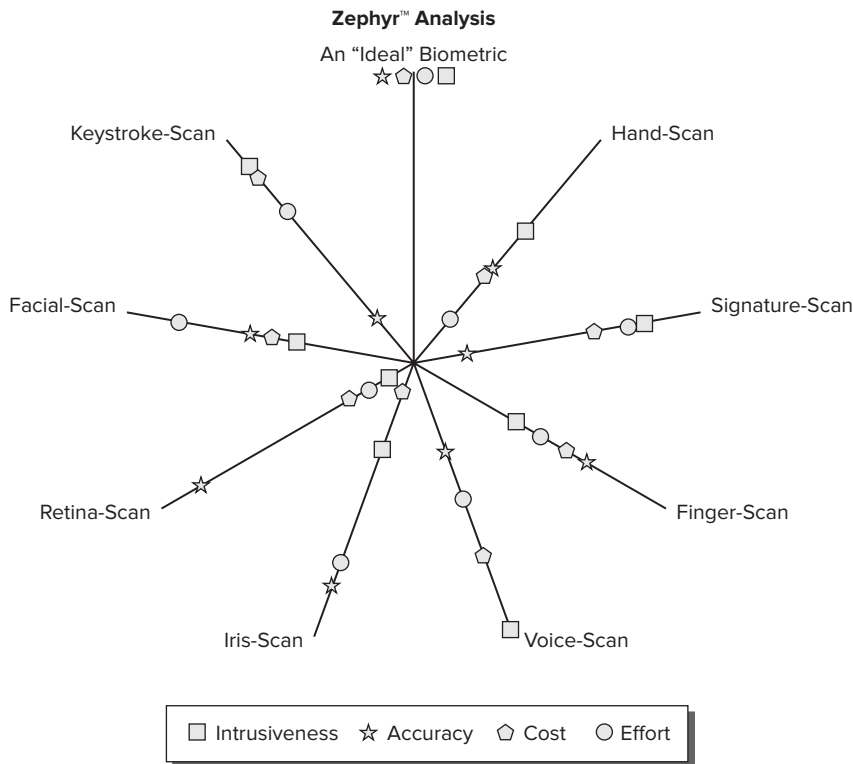 Zephyr™ Analysis
An “Ideal” Biometric
Keystroke-Scan
Hand-Scan
Facial-Scan
Signature-Scan
Retina-Scan
Finger-Scan
Iris-Scan
Voice-Scan
Intrusiveness Accuracy Cost Effort